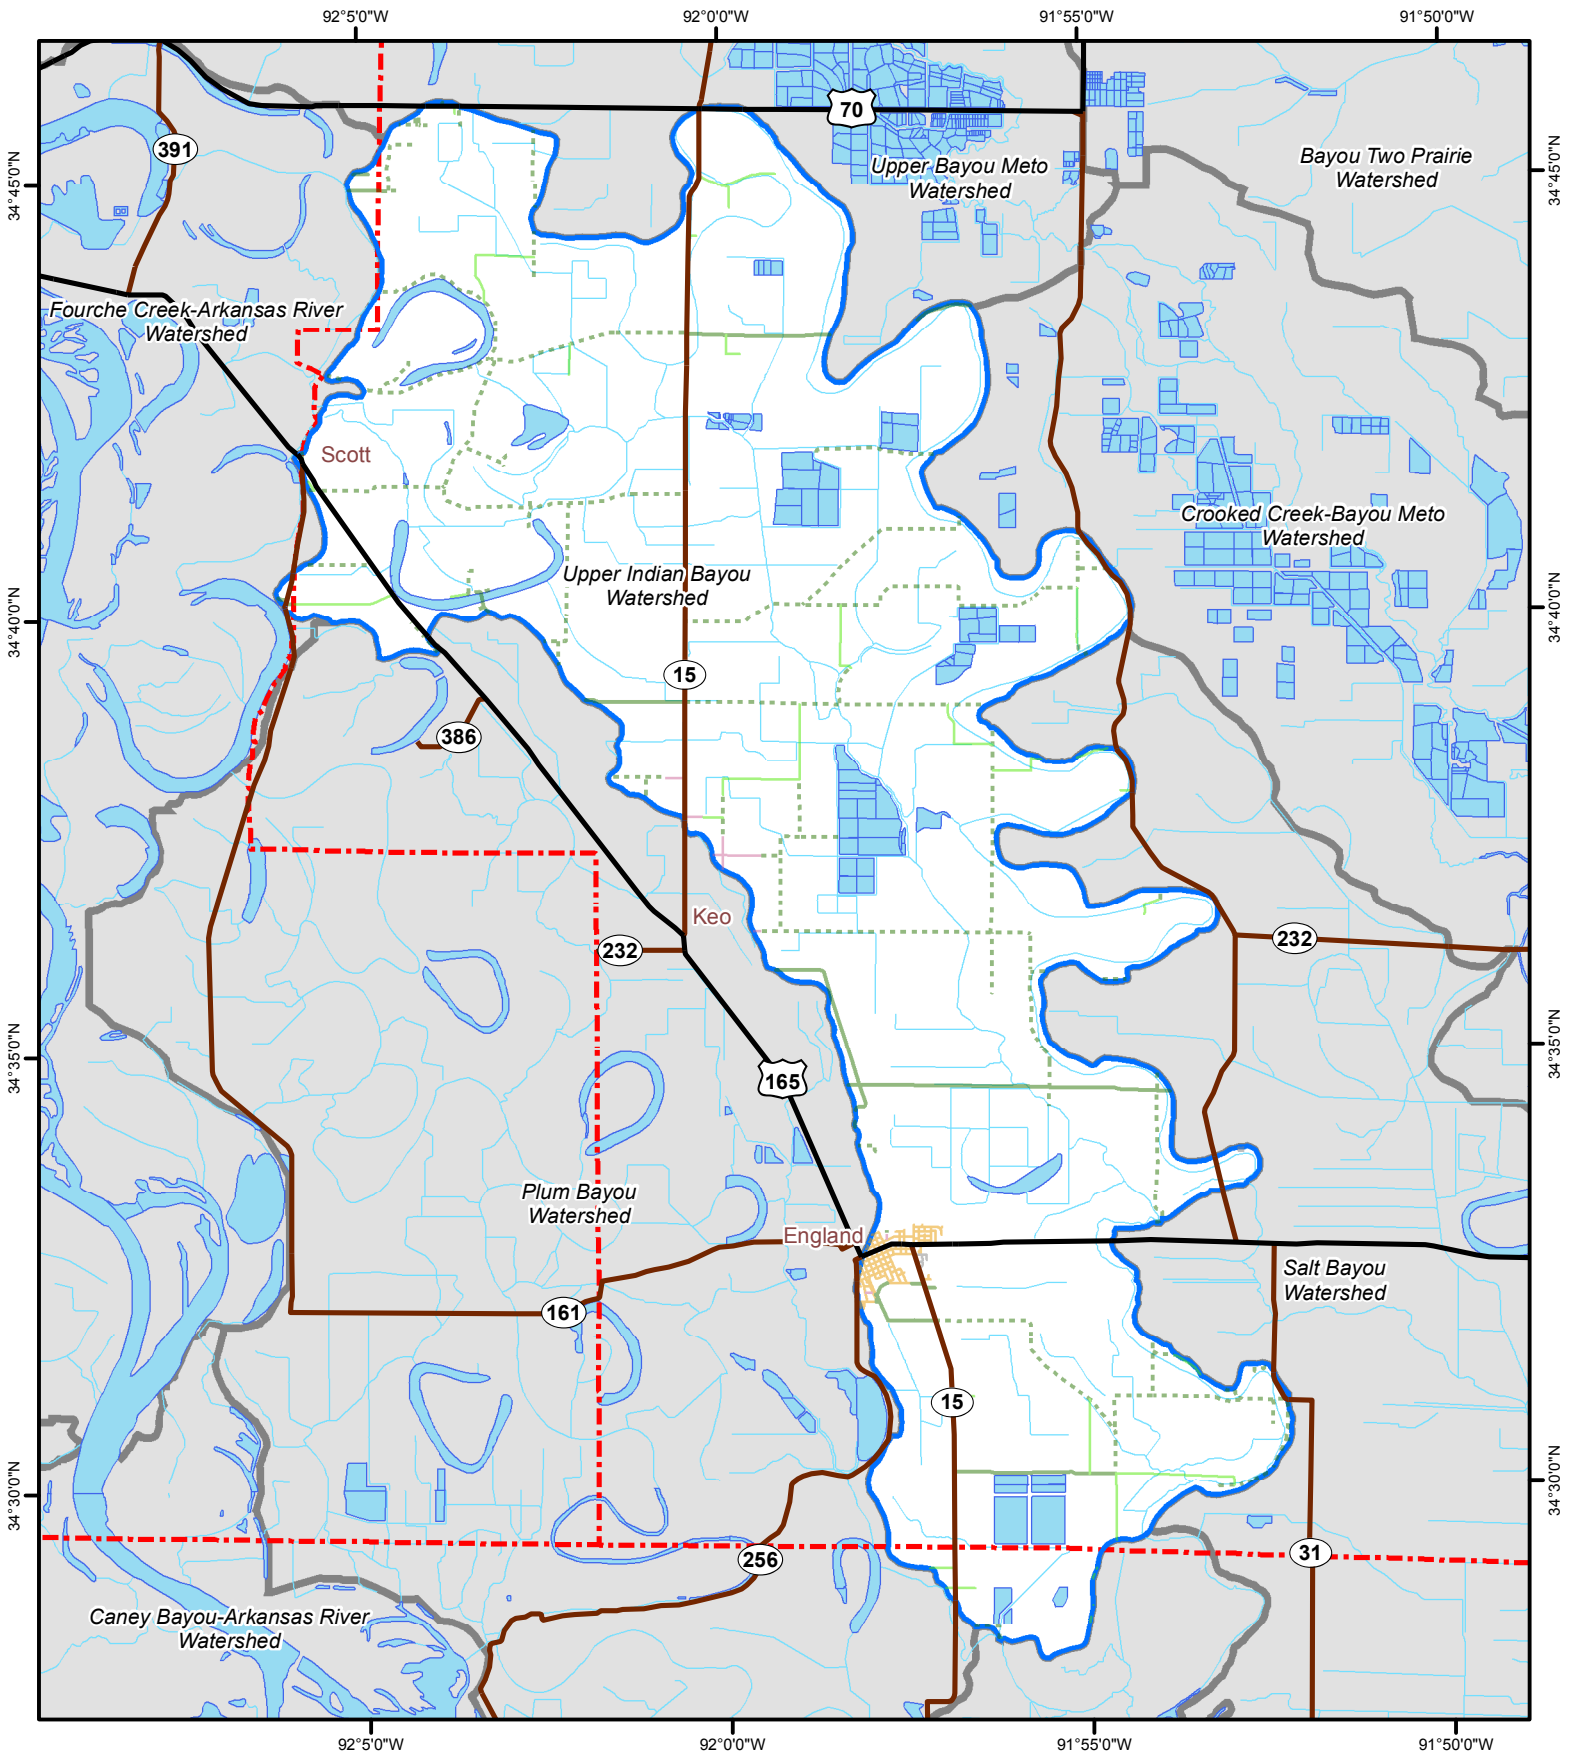 92°5'0"W
92°0'0"W
91°55'0"W
91°50'0"W
70
391
Upper Bayou Meto
Watershed
Bayou Two Prairie
Watershed
34°45'0"N
34°45'0"N
Fourche Creek-Arkansas River
Watershed
Scott
Crooked Creek-Bayou Meto
Watershed
Upper Indian Bayou
Watershed
34°40'0"N
34°40'0"N
15
386
Keo
232
232
34°35'0"N
34°35'0"N
165
Plum Bayou
Watershed
England
Salt Bayou
Watershed
161
15
34°30'0"N
34°30'0"N
256
31
Caney Bayou-Arkansas River
Watershed
92°5'0"W
92°0'0"W
91°55'0"W
91°50'0"W